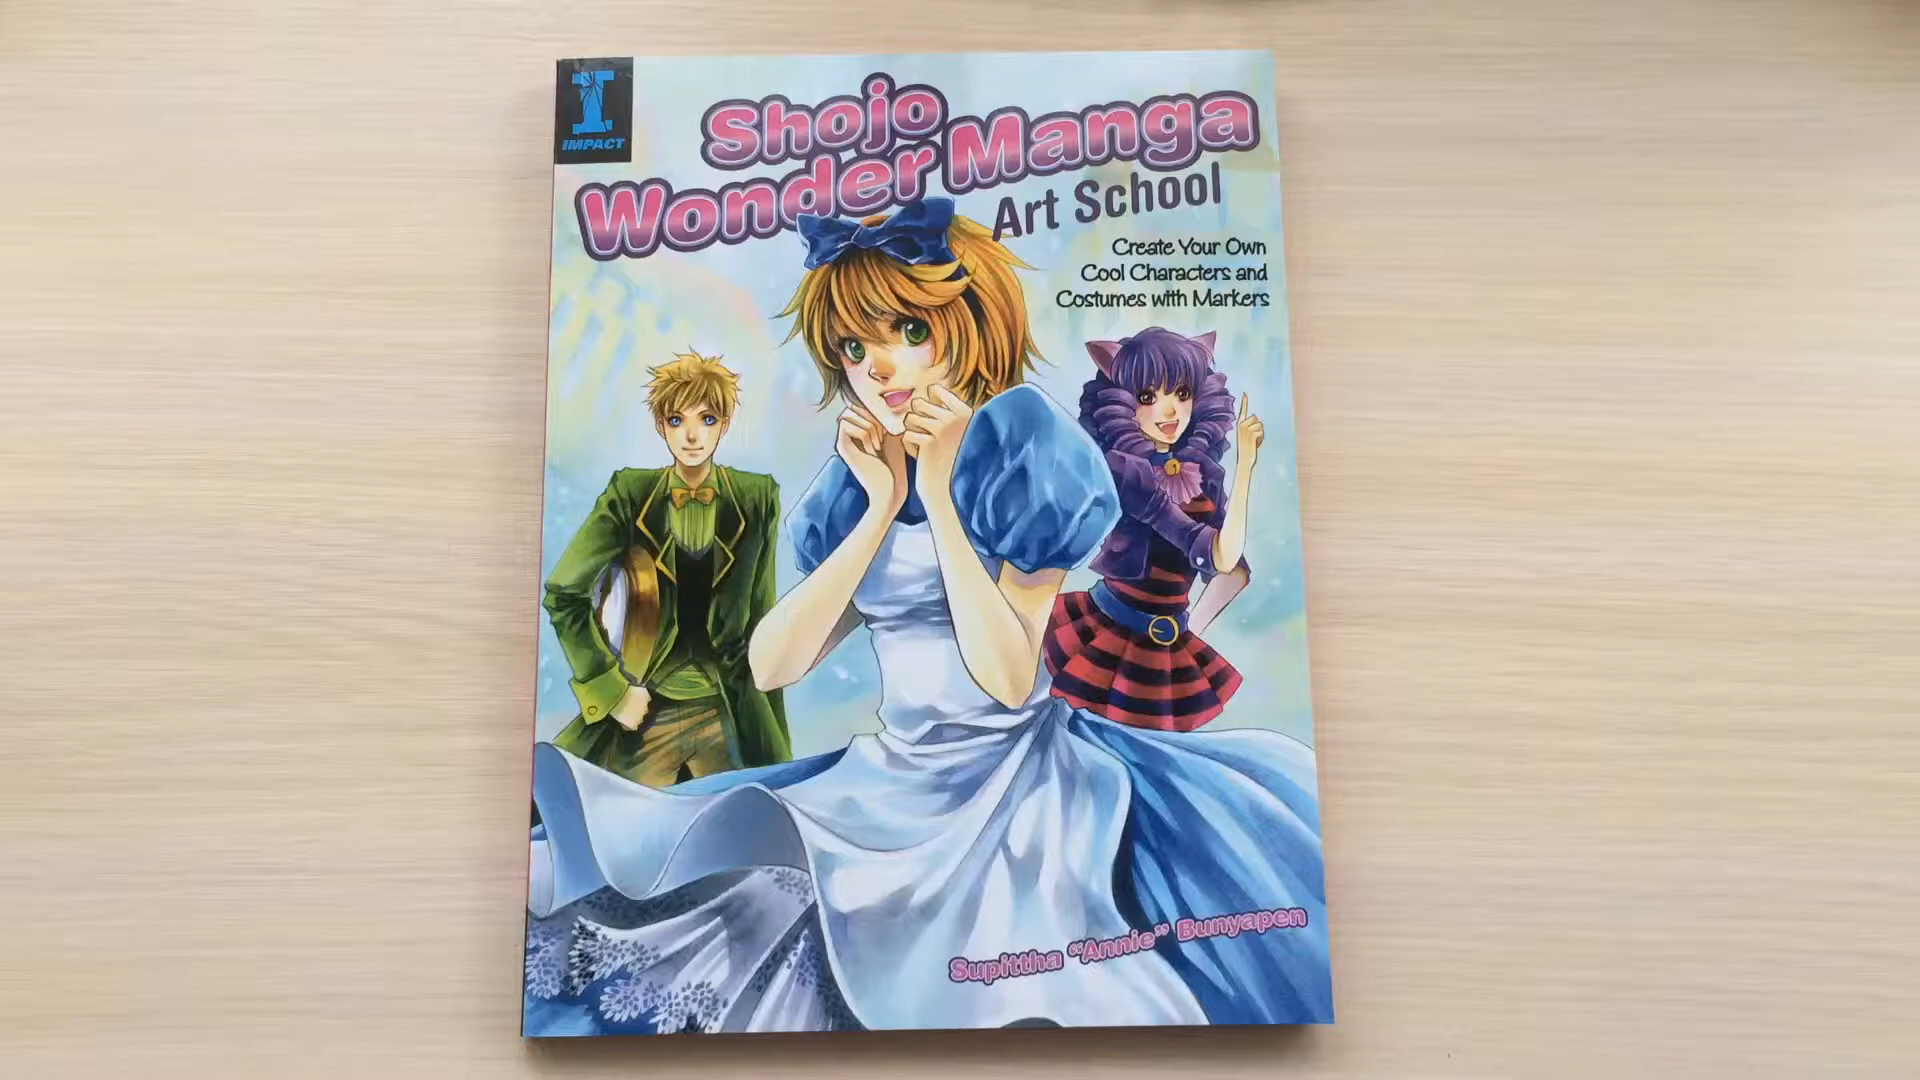 IMPACT
Shojo
Wonder Manga
Art School
Create Your Own
Cool Characters and
Costumes with Markers
Supittha “Annie” Bunyapen